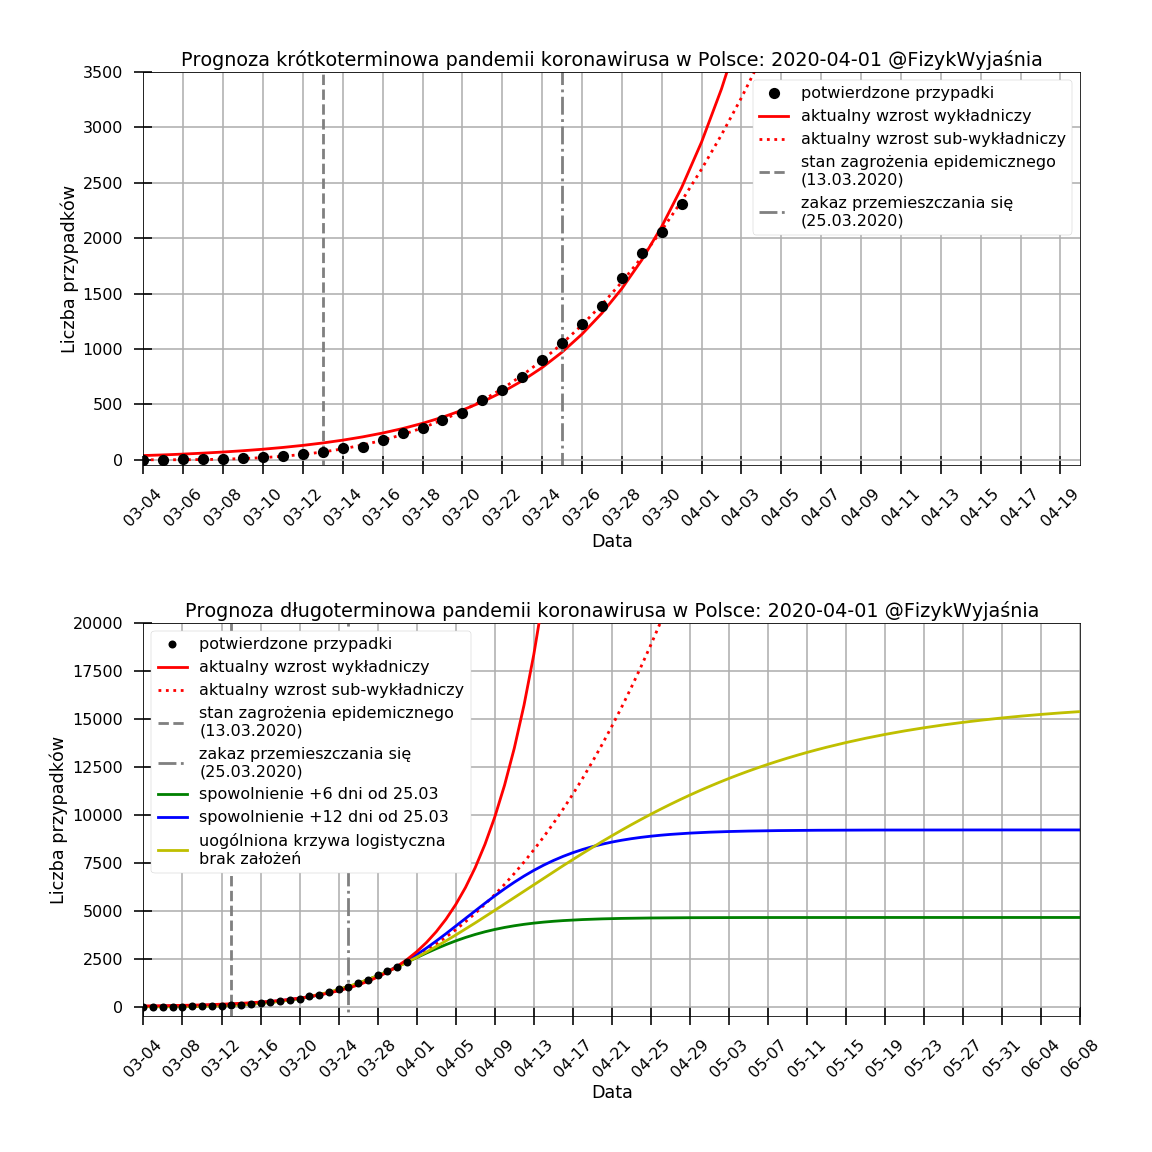 Prognoza krótkoterminowa pandemii koronawirusa w Polsce: 2020-04-01 @FizykWyjaśnia
3500
3000
2500
2000
1500
1000
500
0
Liczba przypadków
potwierdzone przypadki
aktualny wzrost wykładniczy
aktualny wzrost sub-wykładniczy
stan zagrożenia epidemicznego
(13.03.2020)
zakaz przemieszczania się
(25.03.2020)
03-04 03-06 03-08 03-10 03-12 03-14 03-16 03-18 03-20 03-22 03-24 03-26 03-28 03-30 04-01 04-03 04-05 04-07 04-09 04-11 04-13 04-15 04-17 04-19
Data
Prognoza długoterminowa pandemii koronawirusa w Polsce: 2020-04-01 @FizykWyjaśnia
20000
17500
15000
12500
10000
7500
5000
2500
0
Liczba przypadków
potwierdzone przypadki
aktualny wzrost wykładniczy
aktualny wzrost sub-wykładniczy
stan zagrożenia epidemicznego
(13.03.2020)
zakaz przemieszczania się
(25.03.2020)
spowolnienie +6 dni od 25.03
spowolnienie +12 dni od 25.03
uogólniona krzywa logistyczna
brak założeń
03-04 03-08 03-12 03-16 03-20 03-24 03-28 04-01 04-05 04-09 04-13 04-17 04-21 04-25 04-29 05-03 05-07 05-11 05-15 05-19 05-23 05-27 05-31 06-04 06-08
Data